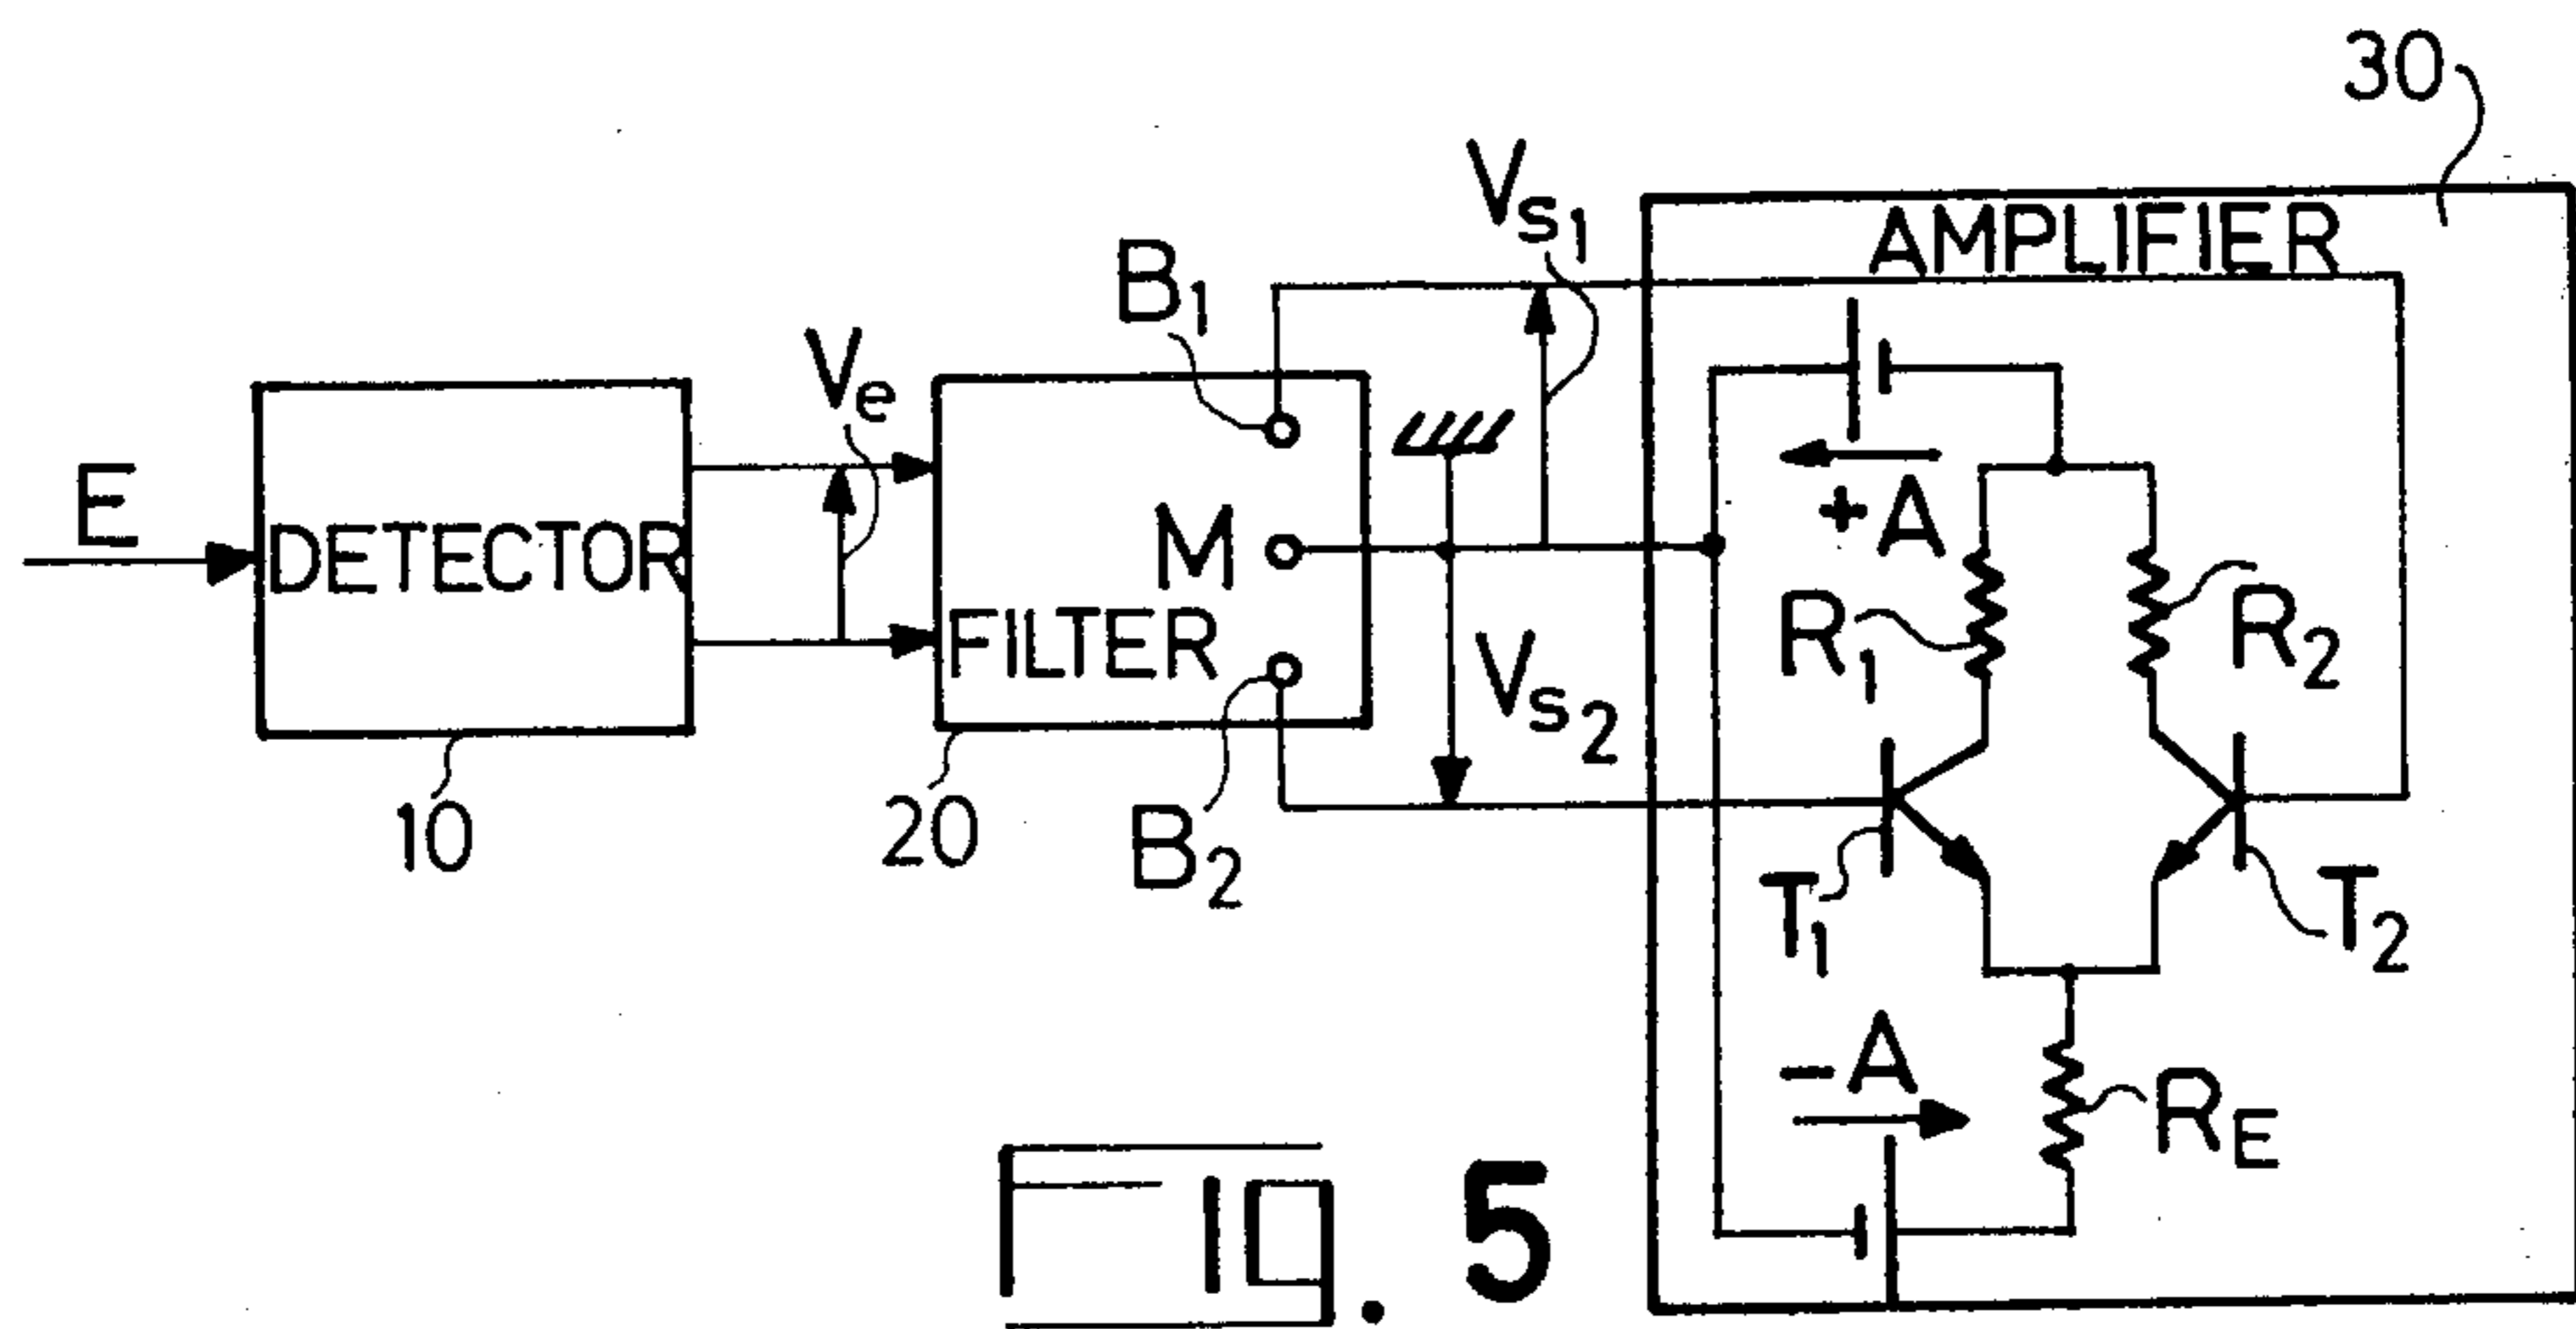 30
AMPLIFIER
Vs1
B1
Ve
+A
E
DETECTOR
M
FILTER
R1
R2
Vs2
10
20
B2
T1
T2
-A
RE
Fig. 5